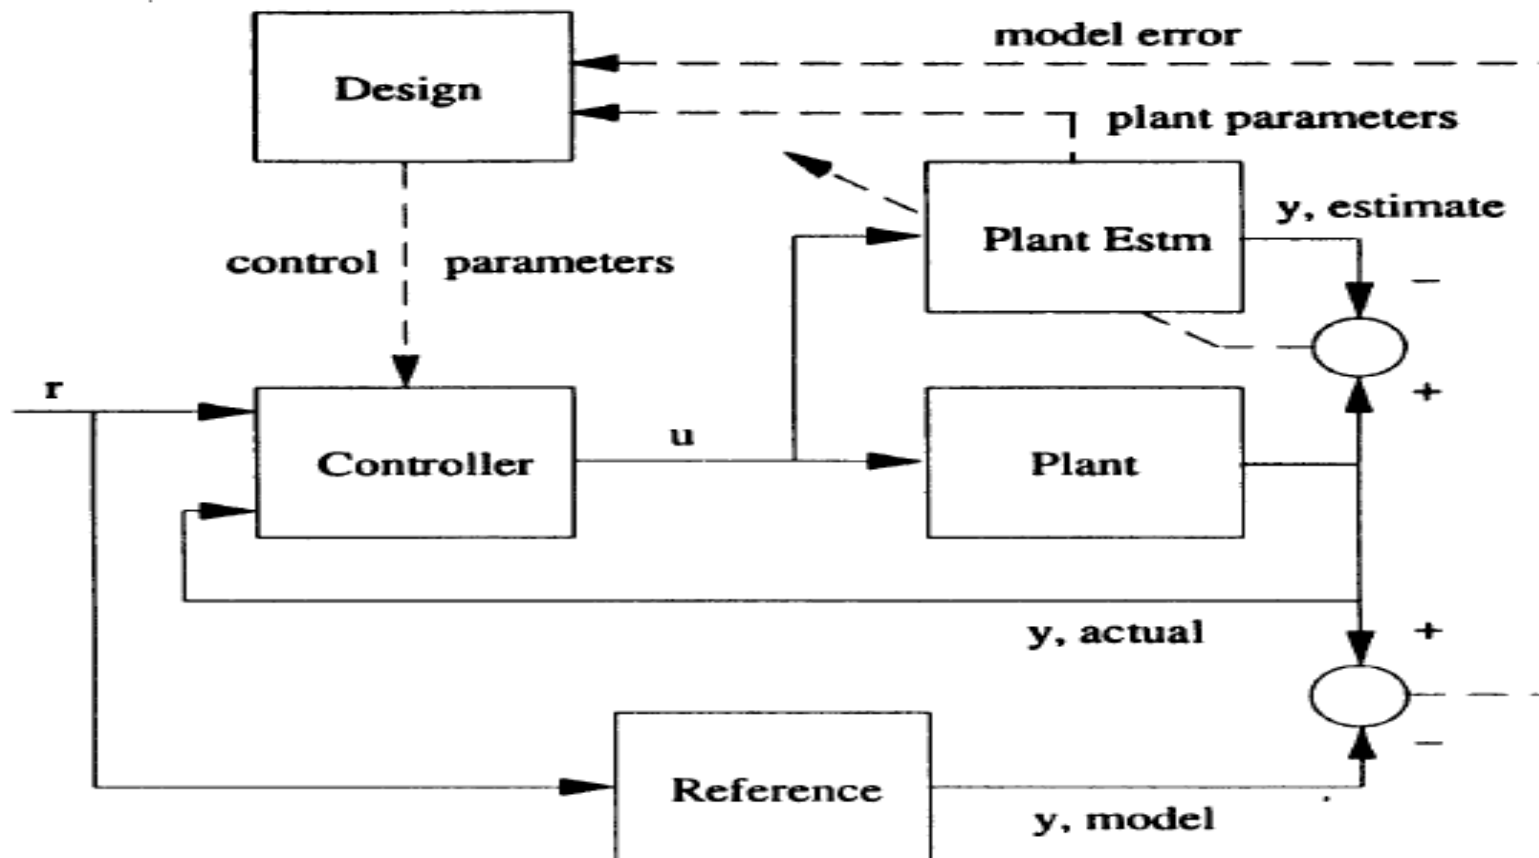 model error
Design
plant parameters
y, estimate
Plant Estm
−
control parameters
+
r
u
Controller
Plant
y, actual
+
−
Reference
y, model